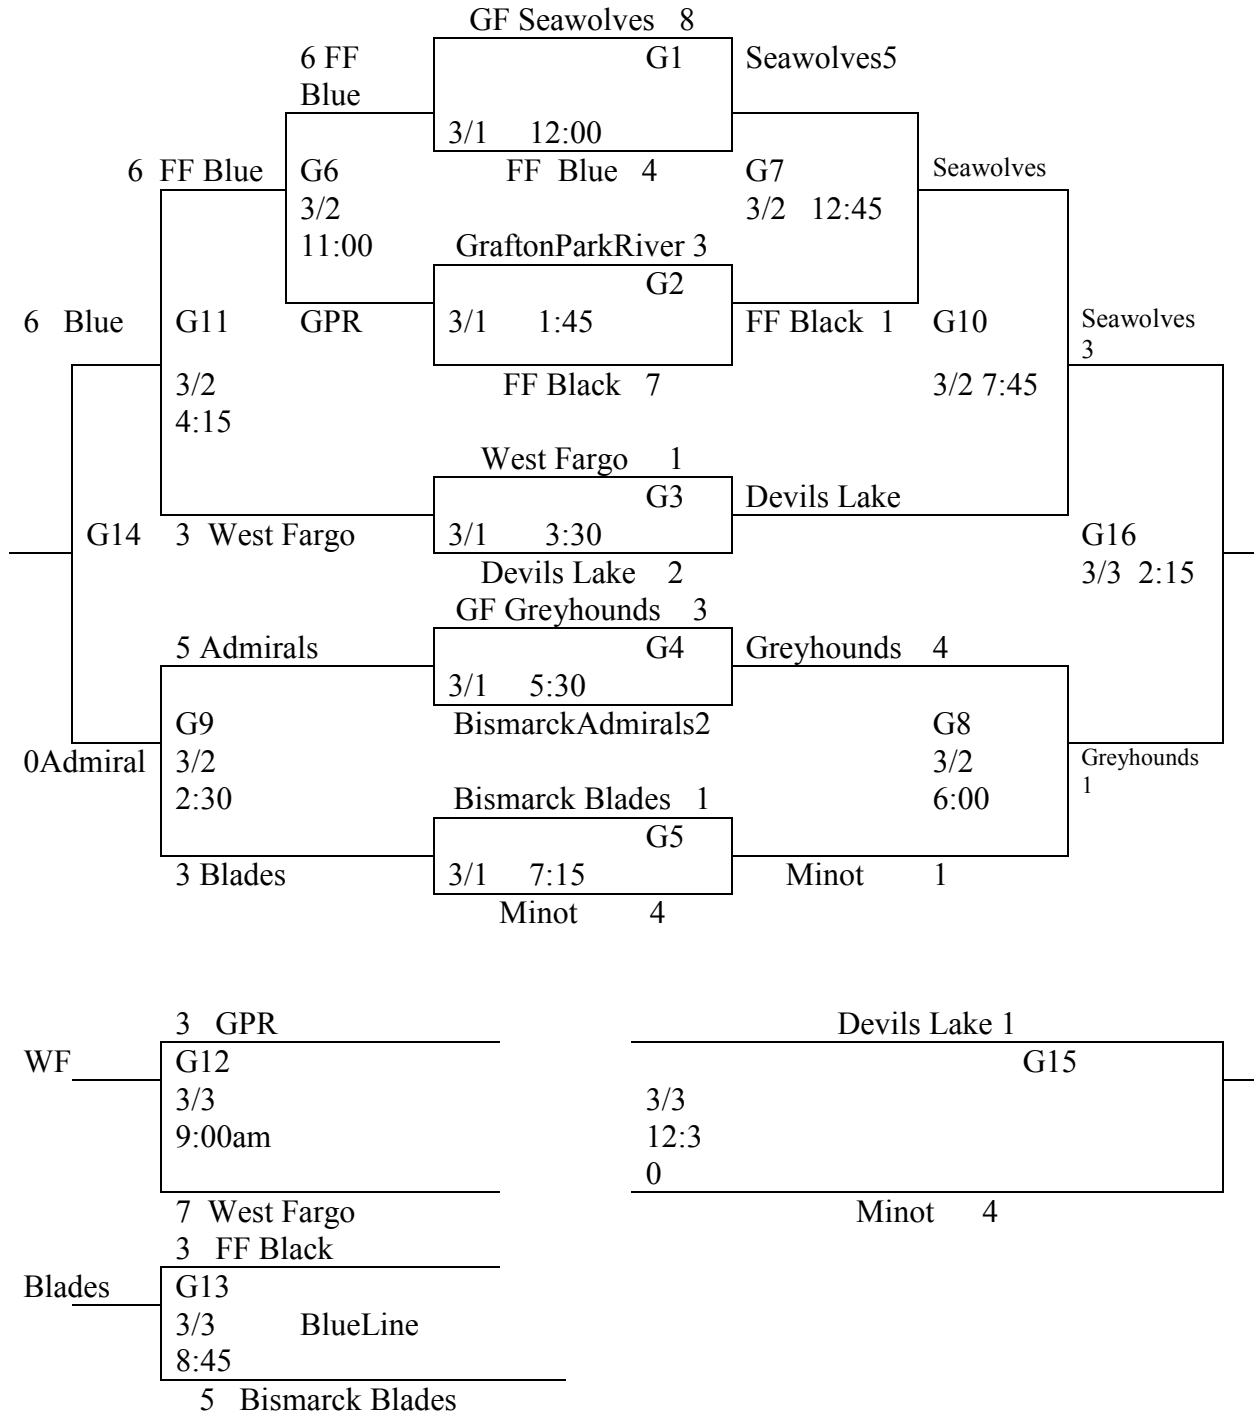 GF Seawolves 8
6 FF G1 Seawolves5
Blue
3/1 12:00
6 FF Blue G6 FF Blue 4 G7 Seawolves
3/2 3/2 12:45
11:00 GraftonParkRiver 3
G2
6 Blue G11 GPR 3/1 1:45 FF Black 1 G10 Seawolves
3
3/2 FF Black 7 3/2 7:45
4:15
West Fargo 1
G3 Devils Lake
G14 3 West Fargo 3/1 3:30 G16
Devils Lake 2 3/3 2:15
GF Greyhounds 3
5 Admirals G4 Greyhounds 4
3/1 5:30
G9 BismarckAdmirals2 G8
0Admiral 3/2 3/2 Greyhounds
1
2:30 Bismarck Blades 1 6:00
G5
3 Blades 3/1 7:15 Minot 1
Minot 4
3 GPR Devils Lake 1
WF G12 G15
3/3 3/3
9:00am 12:3
0
7 West Fargo Minot 4
3 FF Black
Blades G13
3/3 BlueLine
8:45
5 Bismarck Blades